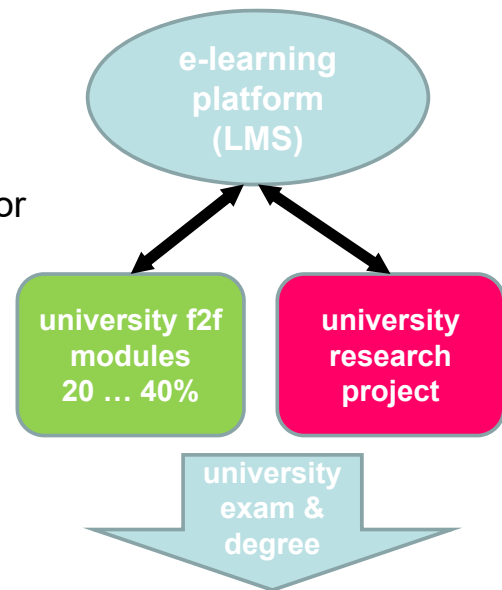 e-learning
platform
(LMS)
or
university f2f
modules
20 … 40%
university
research
project
university
exam &
degree